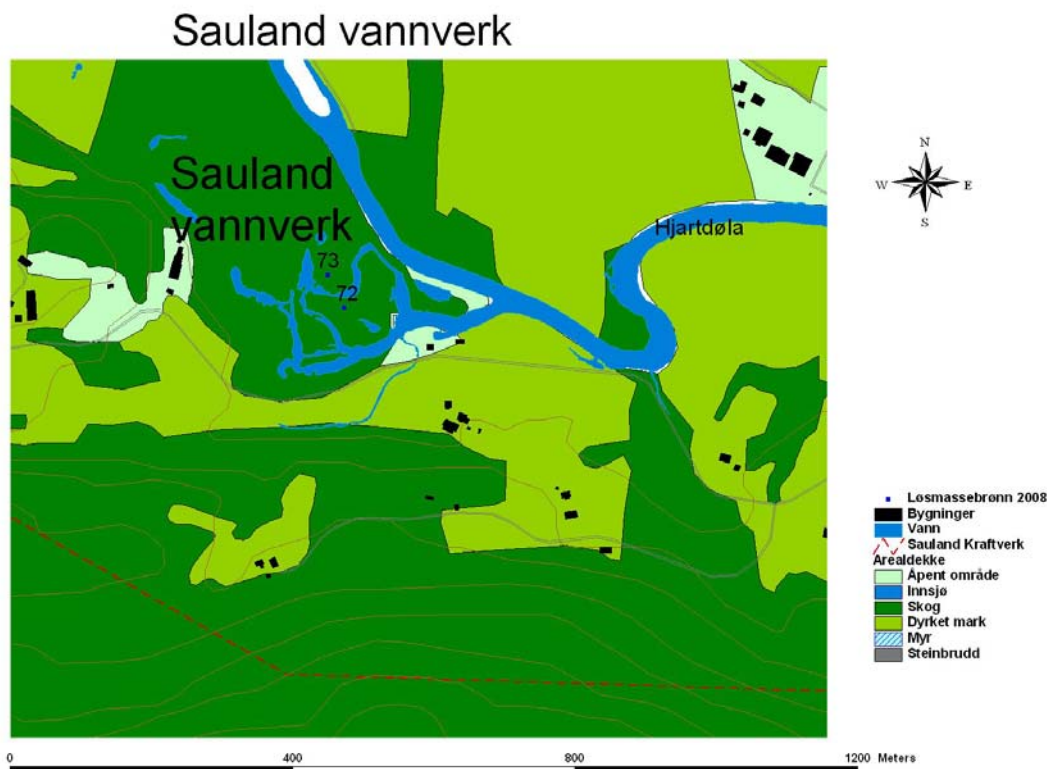 Sauland vannverk
Sauland
vannverk
73
72
Hjartdøla
N
W E
S
Løsmassebrønn 2008
Bygninger
Vann
Sauland Kraftverk
Arealdekke
Åpent område
Innsjø
Skog
Dyrket mark
Myr
Steinbrudd
0 400 800 1200 Meters